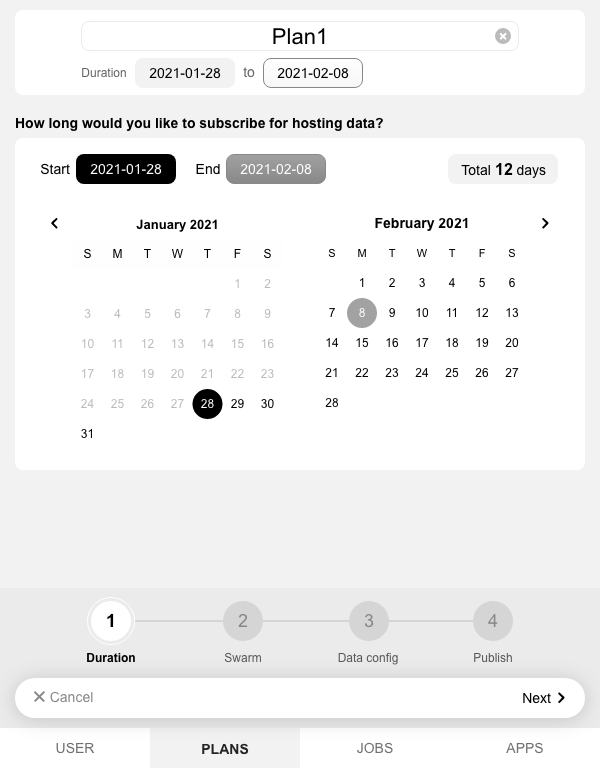 Plan1
Duration 2021-01-28 to 2021-02-08
How long would you like to subscribe for hosting data?
Start 2021-01-28 End 2021-02-08 Total 12 days
January 2021
S M T W T F S
1 2
3 4 5 6 7 8 9
10 11 12 13 14 15 16
17 18 19 20 21 22 23
24 25 26 27 28 29 30
31
February 2021
S M T W T F S
1 2 3 4 5 6
7 8 9 10 11 12 13
14 15 16 17 18 19 20
21 22 23 24 25 26 27
28
1 2 3 4
Duration Swarm Data config Publish
Cancel Next
USER PLANS JOBS APPS